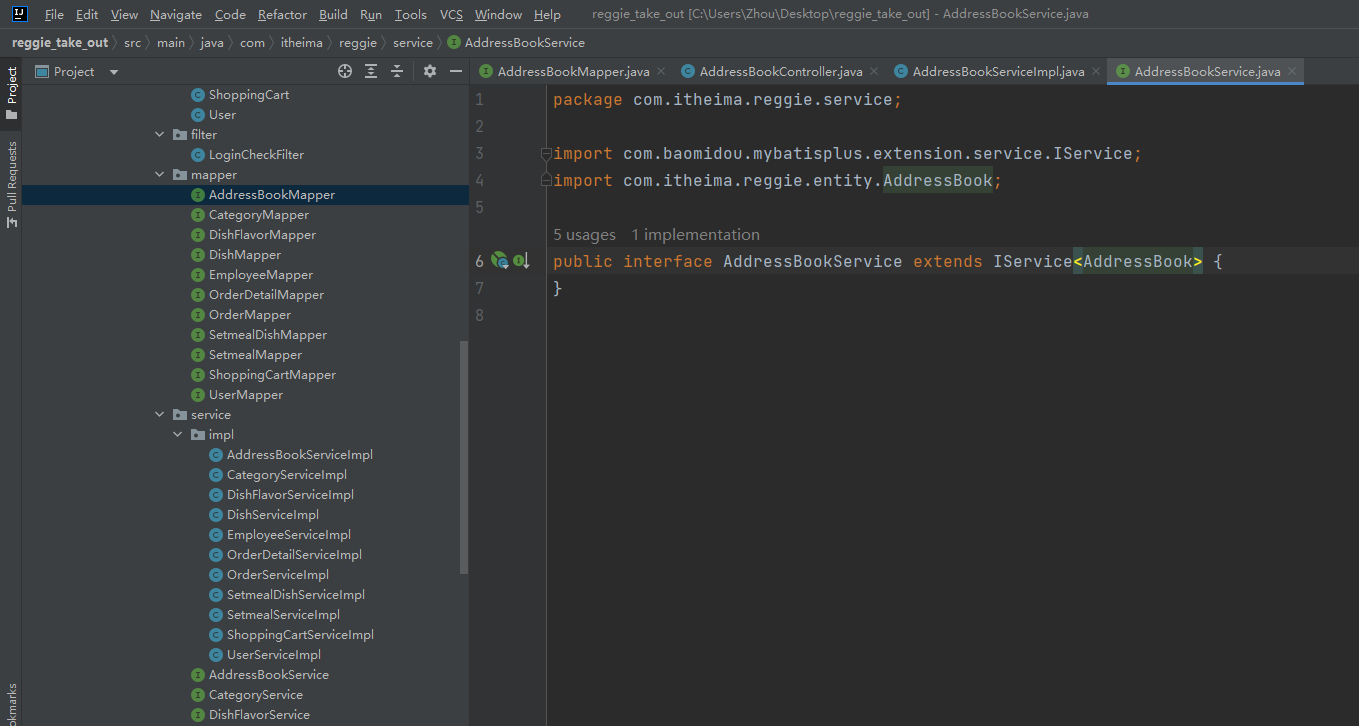 File Edit View Navigate Code Refactor Build Run Tools VCS Window Help reggie_take_out [C:\Users\Zhou\Desktop\reggie_take_out] - AddressBookService.java
reggie_take_out src main java com itheima reggie service AddressBookService
Project
Pull Requests
okmarks
Project
ShoppingCart
User
filter
LoginCheckFilter
mapper
AddressBookMapper
CategoryMapper
DishFlavorMapper
DishMapper
EmployeeMapper
OrderDetailMapper
OrderMapper
SetmealDishMapper
SetmealMapper
ShoppingCartMapper
UserMapper
service
impl
AddressBookServiceImpl
CategoryServiceImpl
DishFlavorServiceImpl
DishServiceImpl
EmployeeServiceImpl
OrderDetailServiceImpl
OrderServiceImpl
SetmealDishServiceImpl
SetmealServiceImpl
ShoppingCartServiceImpl
UserServiceImpl
AddressBookService
CategoryService
DishFlavorService
AddressBookMapper.java AddressBookController.java AddressBookServiceImpl.java AddressBookService.java
1 package com.itheima.reggie.service;
2
3 import com.baomidou.mybatisplus.extension.service.IService;
4 import com.itheima.reggie.entity.AddressBook;
5
5 usages 1 implementation
6 public interface AddressBookService extends IService<AddressBook> {
7 }
8